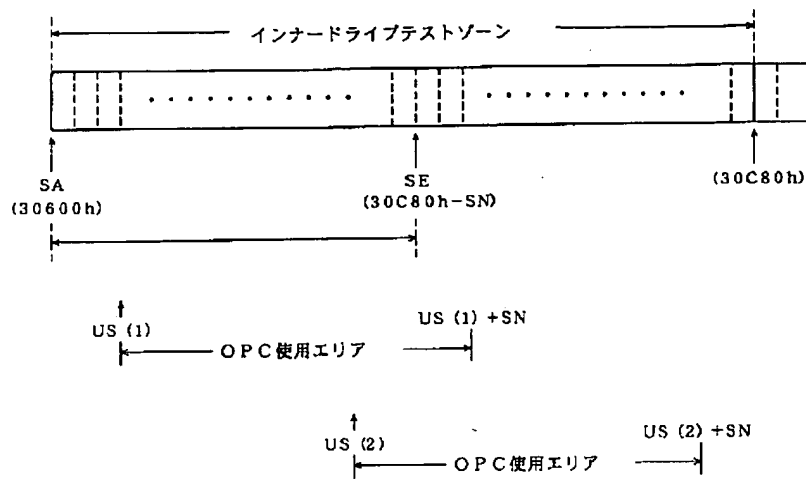 インナードライブテストゾーン
SA
(30600h)
SE
(30C80h-SN)
(30C80h)
US (1)
US (1) +SN
OPC使用エリア
US (2)
US (2) +SN
OPC使用エリア